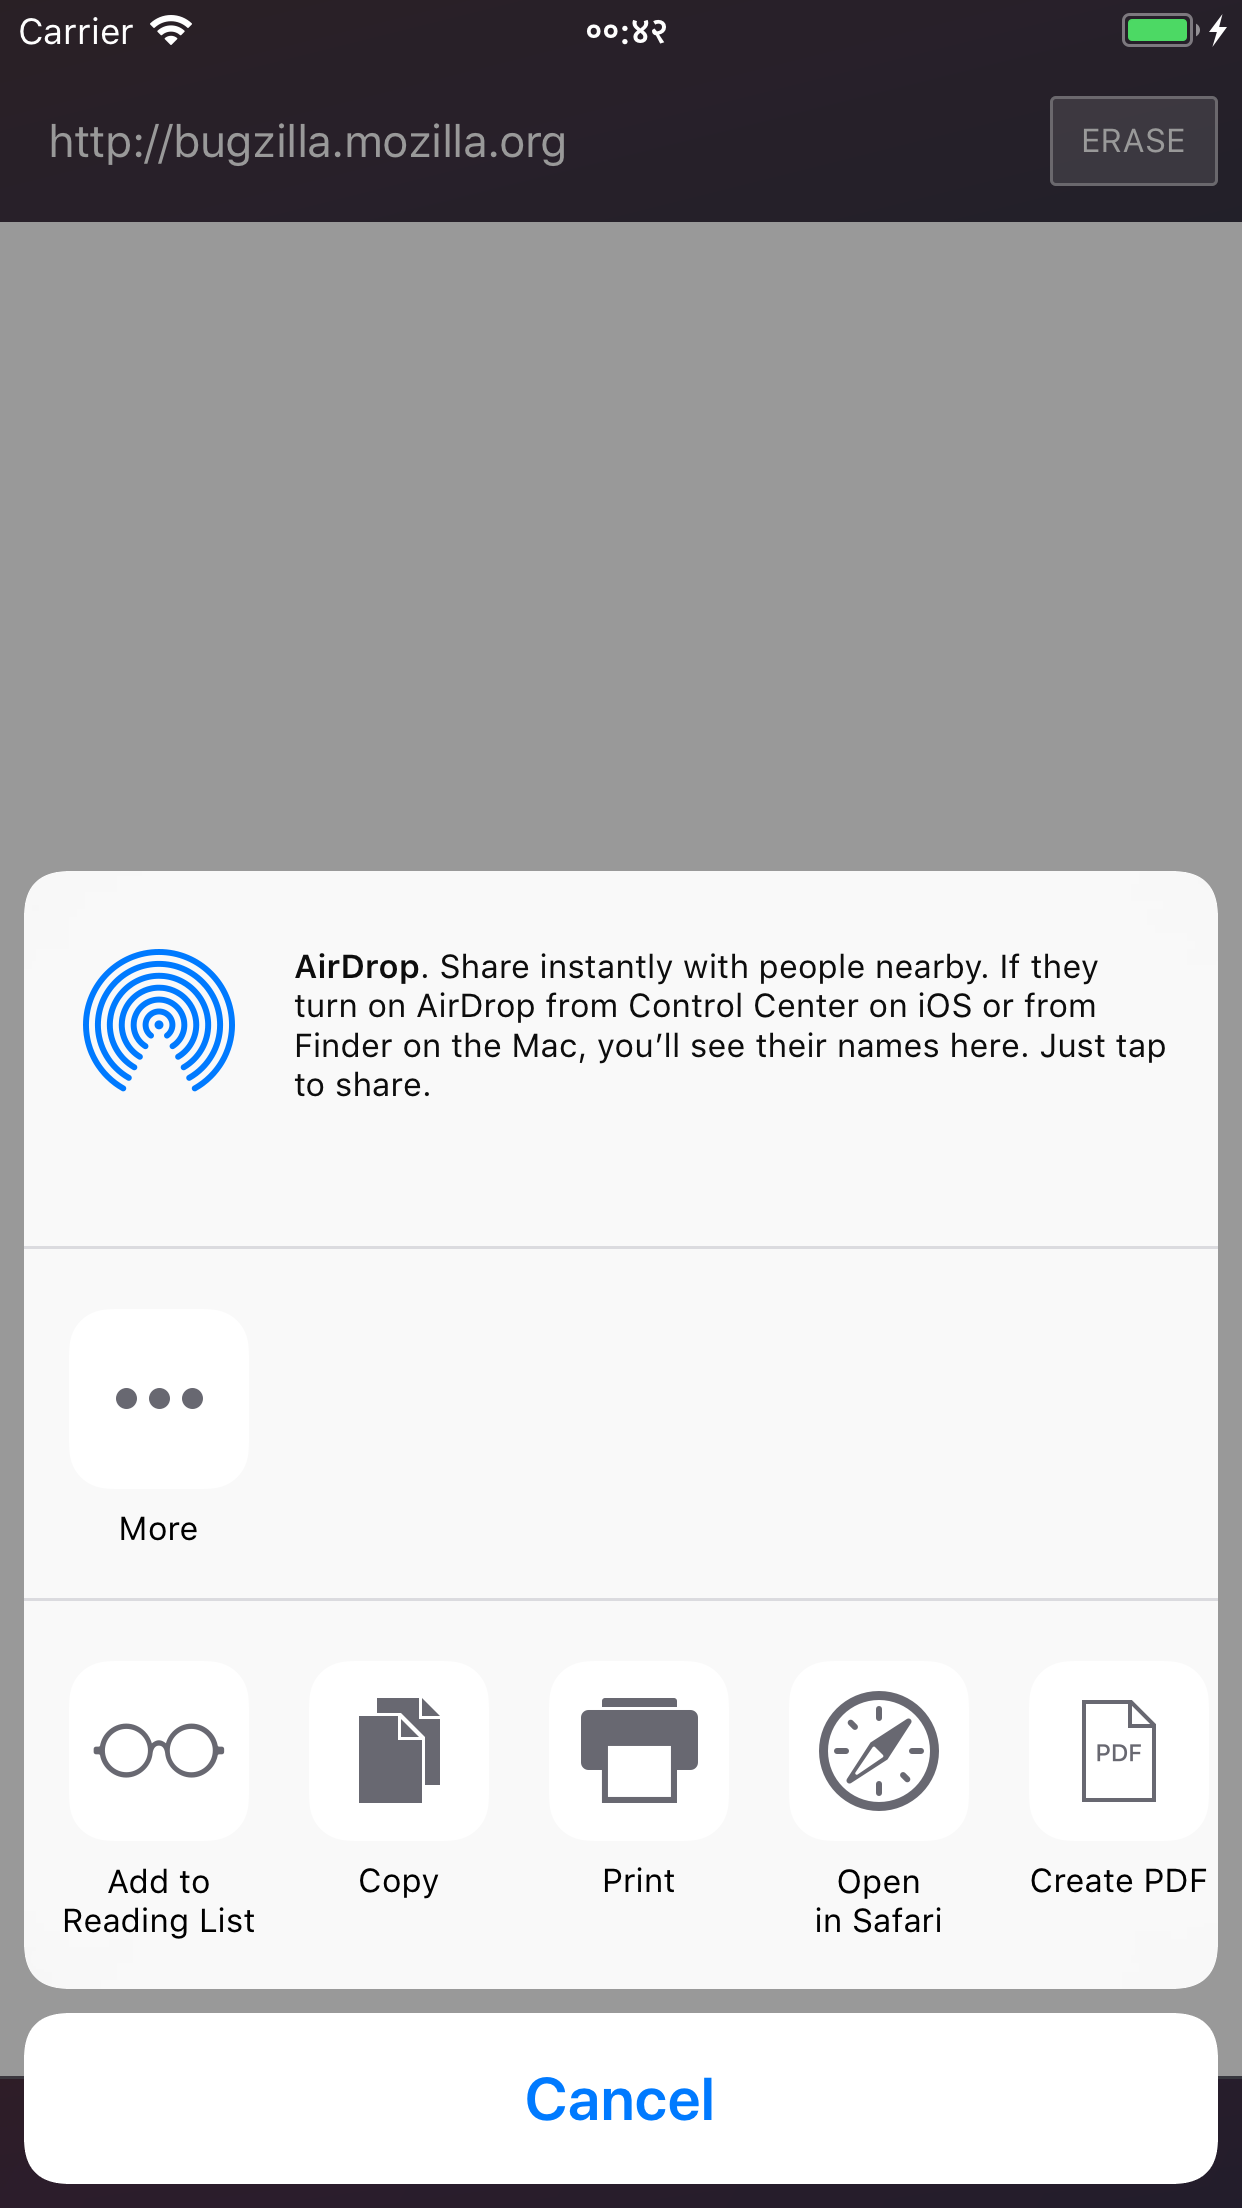 Carrier
००:४२
http://bugzilla.mozilla.org
ERASE
AirDrop. Share instantly with people nearby. If they
turn on AirDrop from Control Center on iOS or from
Finder on the Mac, you’ll see their names here. Just tap
to share.
More
Add to
Reading List
Copy
Print
Open
in Safari
PDF
Create PDF
Cancel